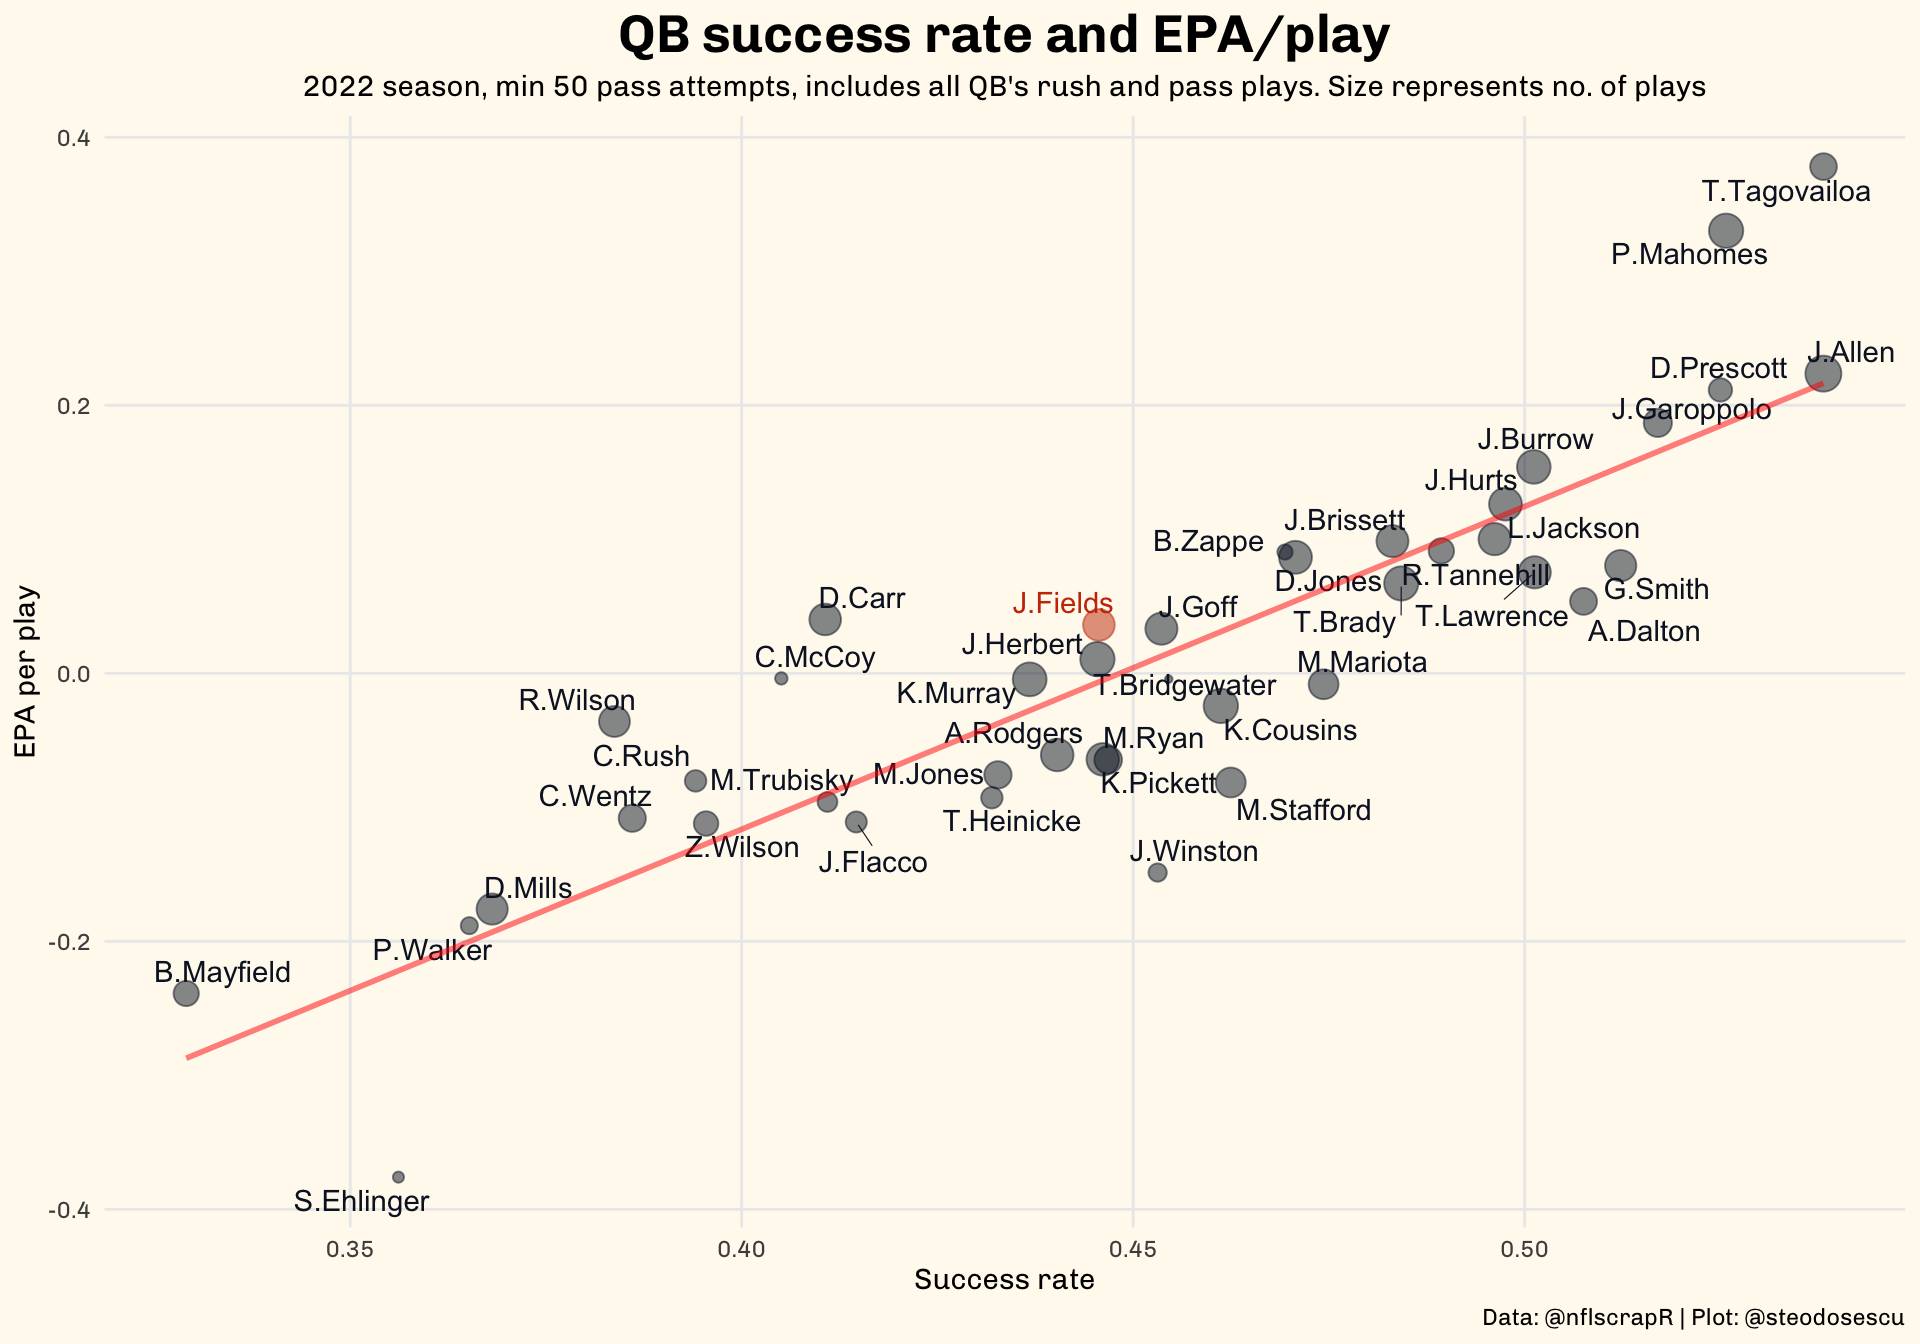 QB success rate and EPA/play
2022 season, min 50 pass attempts, includes all QB's rush and pass plays. Size represents no. of plays
0.4
T.Tagovailoa
P.Mahomes
J.Allen
D.Prescott
0.2
J.Garoppolo
J.Burrow
J.Hurts
J.Brissett
L.Jackson
B.Zappe
D.Jones
R.Tannehill
G.Smith
D.Carr
J.Fields
J.Goff
T.Brady
T.Lawrence
A.Dalton
J.Herbert
C.McCoy
M.Mariota
0.0
EPA per play
K.Murray
T.Bridgewater
R.Wilson
K.Cousins
A.Rodgers
M.Ryan
C.Rush
M.Trubisky
M.Jones
K.Pickett
C.Wentz
M.Stafford
T.Heinicke
Z.Wilson
J.Winston
J.Flacco
D.Mills
-0.2
P.Walker
B.Mayfield
S.Ehlinger
-0.4
0.35
0.40
0.45
0.50
Success rate
Data: @nflscrapR | Plot: @steodosescu